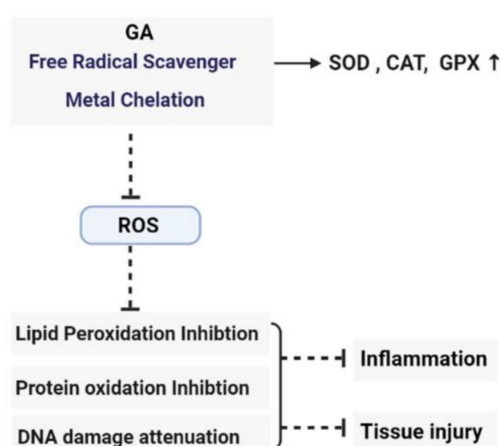 GA
Free Radical Scavenger
Metal Chelation
SOD , CAT, GPX ↑
ROS
Lipid Peroxidation Inhibtion
Protein oxidation Inhibtion
DNA damage attenuation
Inflammation
Tissue injury